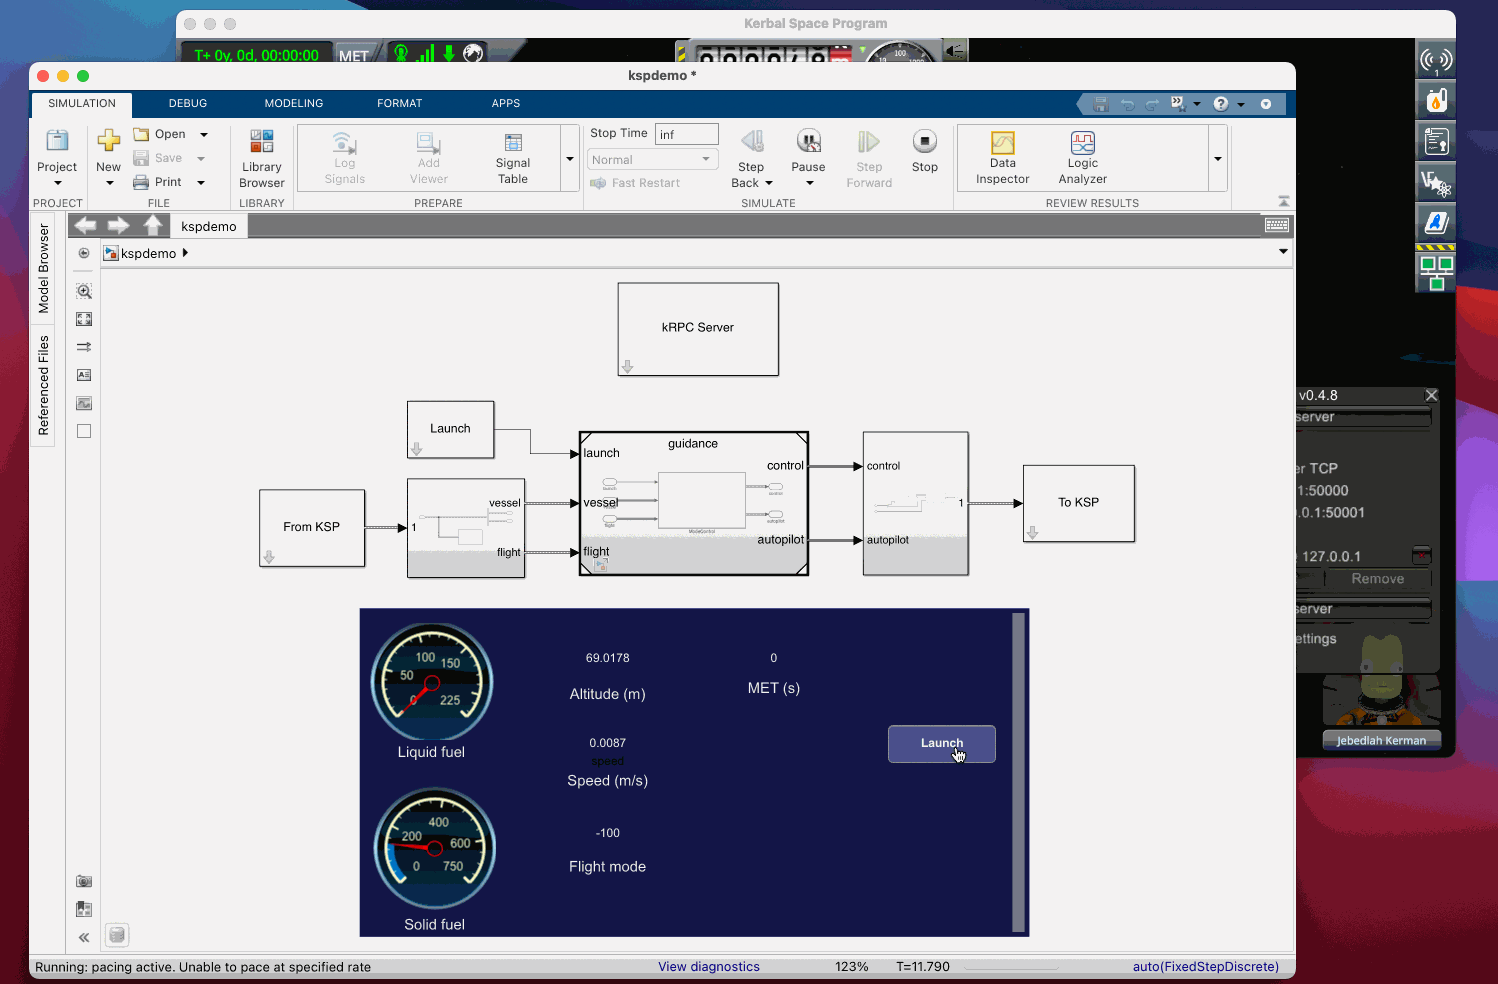 Kerbal Space Program
T+ 0y, 0d, 00:00:00 MET
kspdemo *
SIMULATION DEBUG MODELING FORMAT APPS
Project
New
Open
Save
Print
Library
Browser
Log
Signals
Add
Viewer
Signal
Table
Stop Time inf
Normal
Fast Restart
Step
Back
Pause
Step
Forward
Stop
Data
Inspector
Logic
Analyzer
PROJECT FILE LIBRARY PREPARE SIMULATE REVIEW RESULTS
kspdemo
kspdemo
Model Browser
Referenced Files
kRPC Server
Launch
guidance
launch
vessel
flight
control
autopilot
ModeControl
From KSP
1
vessel
flight
control
autopilot
1
To KSP
v0.4.8
server
er TCP
1:50000
0.0.1:50001
127.0.0.1
Remove
server
ettings
Jebediah Kerman
100 150
50
0 225
Liquid fuel
69.0178
Altitude (m)
0
MET (s)
0.0087
speed
Speed (m/s)
Launch
400
200 600
0 750
Solid fuel
-100
Flight mode
Running: pacing active. Unable to pace at specified rate
View diagnostics
123%
T=11.790
auto(FixedStepDiscrete)